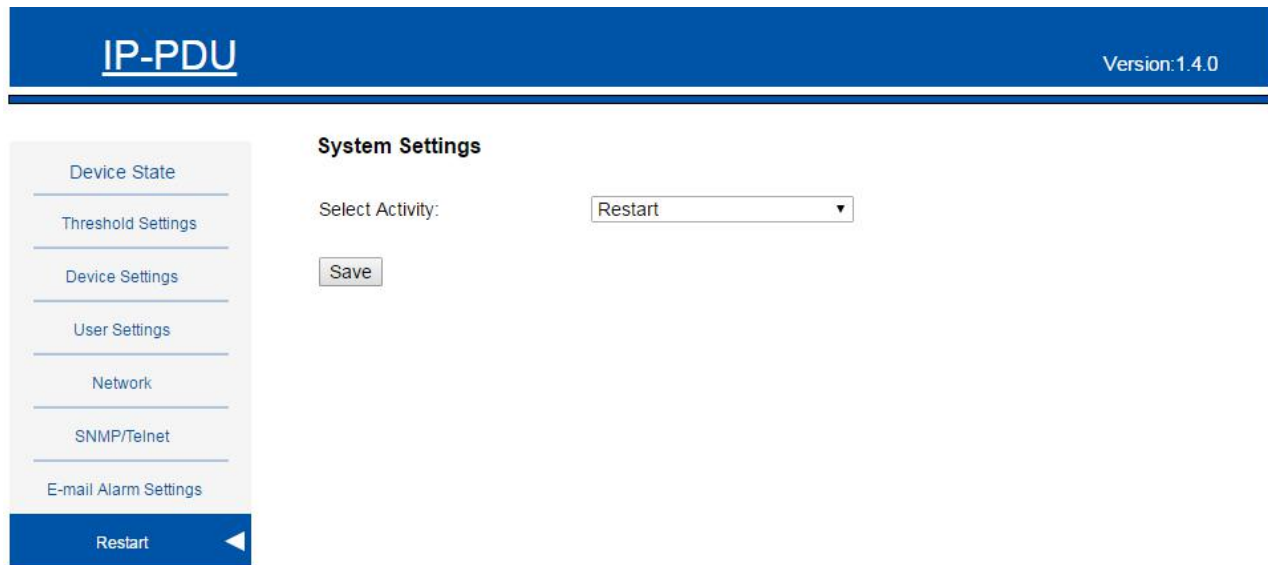 IP-PDU
Version:1.4.0
Device State
Threshold Settings
Device Settings
User Settings
Network
SNMP/Telnet
E-mail Alarm Settings
Restart
System Settings
Select Activity:
Restart
Save